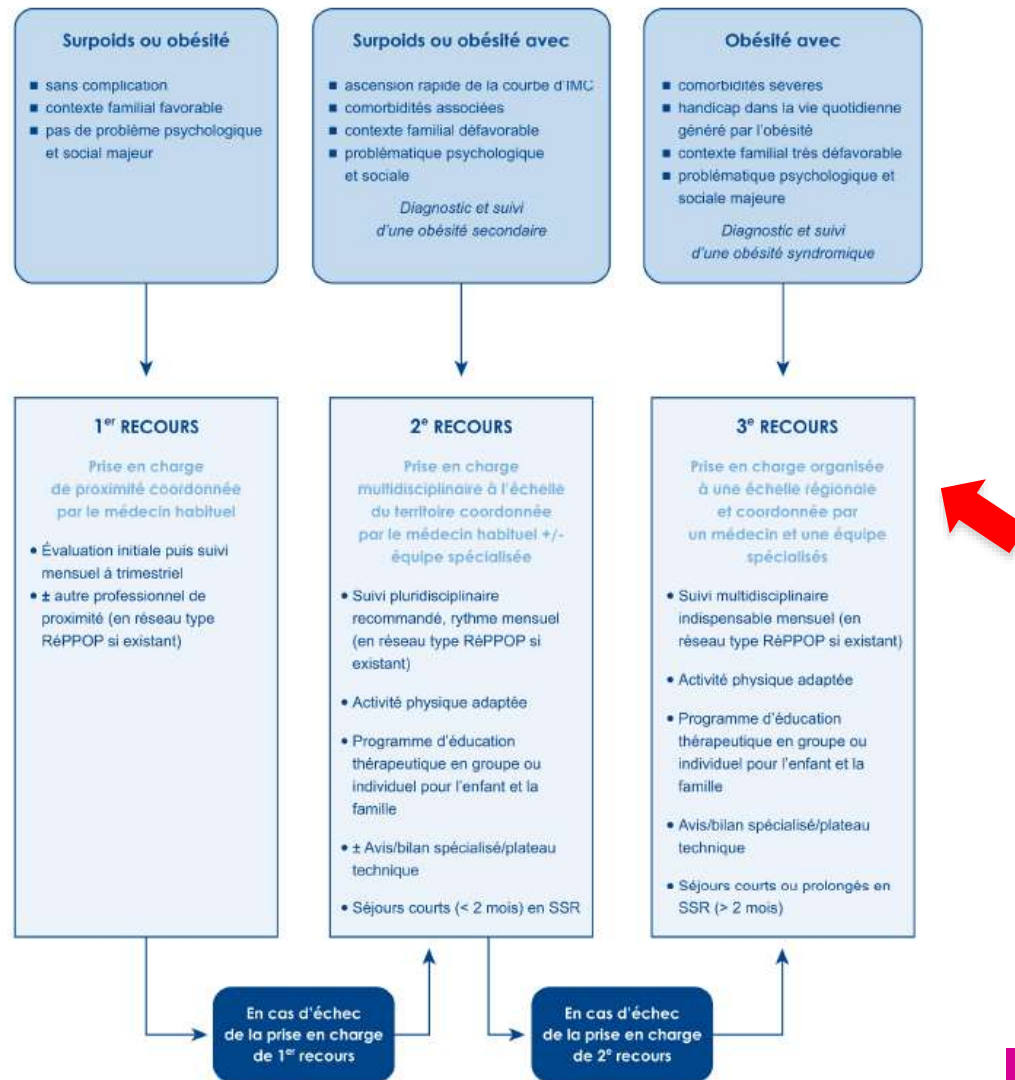 Surpoids ou obésité
■ sans complication
■ contexte familial favorable
■ pas de problème psychologique
et social majeur
Surpoids ou obésité avec
■ ascension rapide de la courbe d'IMC
■ comorbidités associées
■ contexte familial défavorable
■ problématique psychologique
et sociale
Diagnostic et suivi
d'une obésité secondaire
Obésité avec
■ comorbidités sévères
■ handicap dans la vie quotidienne
généré par l'obésité
■ contexte familial très défavorable
■ problématique psychologique et
sociale majeure
Diagnostic et suivi
d'une obésité syndromique
1er RECOURS
Prise en charge
de proximité coordonnée
par le médecin habituel
• Évaluation initiale puis suivi
mensuel à trimestriel
• ± autre professionnel de
proximité (en réseau type
RéPPOP si existant)
2e RECOURS
Prise en charge
multidisciplinaire à l'échelle
du territoire coordonnée
par le médecin habituel +/-
équipe spécialisée
• Suivi pluridisciplinaire
recommandé, rythme mensuel
(en réseau type RéPPOP si
existant)
• Activité physique adaptée
• Programme d'éducation
thérapeutique en groupe ou
individuel pour l'enfant et la
famille
• ± Avis/bilan spécialisé/plateau
technique
• Séjours courts (< 2 mois) en SSR
3e RECOURS
Prise en charge organisée
à une échelle régionale
et coordonnée par
un médecin et une équipe
spécialisés
• Suivi multidisciplinaire
indispensable mensuel (en
réseau type RéPPOP si existant)
• Activité physique adaptée
• Programme d'éducation
thérapeutique en groupe ou
individuel pour l'enfant et la
famille
• Avis/bilan spécialisé/plateau
technique
• Séjours courts ou prolongés en
SSR (> 2 mois)
En cas d'échec
de la prise en charge
de 1er recours
En cas d'échec
de la prise en charge
de 2e recours